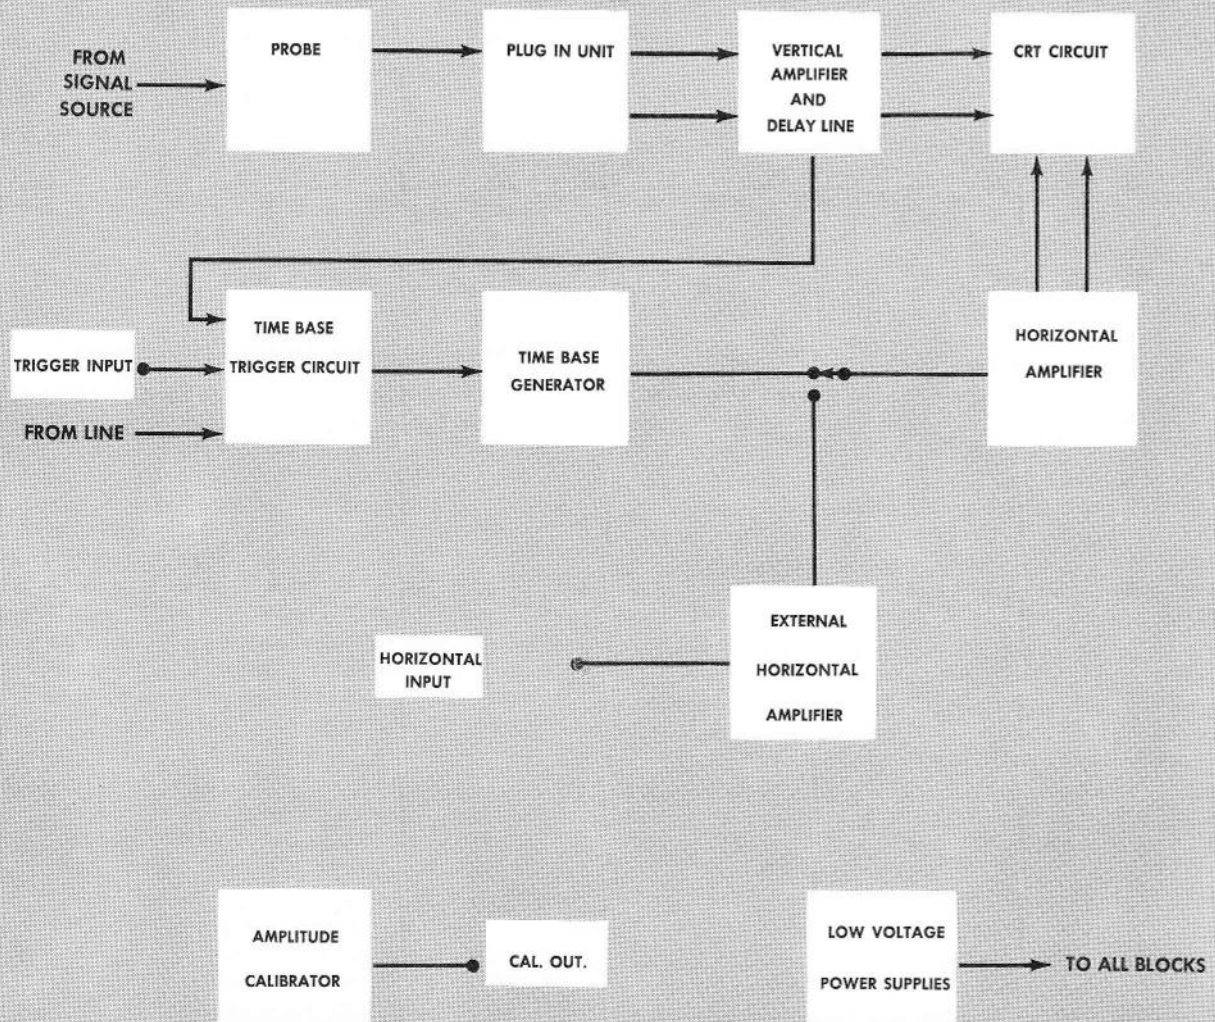 FROM
SIGNAL
SOURCE
PROBE
PLUG IN UNIT
VERTICAL
AMPLIFIER
AND
DELAY LINE
CRT CIRCUIT
TRIGGER INPUT
FROM LINE
TIME BASE
TRIGGER CIRCUIT
TIME BASE
GENERATOR
HORIZONTAL
AMPLIFIER
HORIZONTAL
INPUT
EXTERNAL
HORIZONTAL
AMPLIFIER
AMPLITUDE
CALIBRATOR
CAL. OUT.
LOW VOLTAGE
POWER SUPPLIES
TO ALL BLOCKS